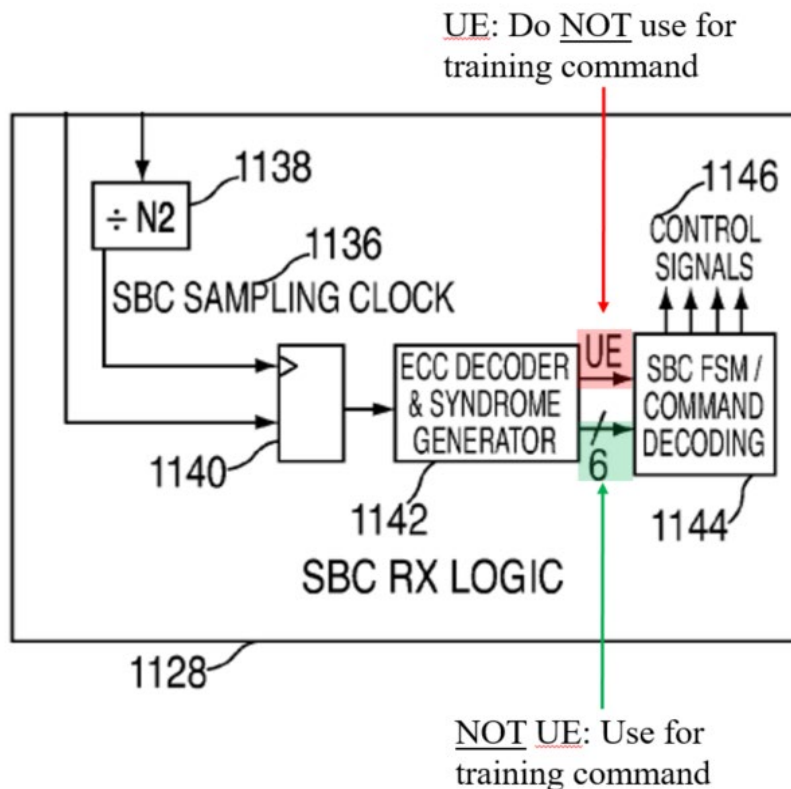 UE: Do NOT use for
training command
1138
÷ N2
1146
CONTROL
SIGNALS
1136
SBC SAMPLING CLOCK
UE
ECC DECODER
& SYNDROME
GENERATOR
/
6
SBC FSM /
COMMAND
DECODING
1140
1142
1144
SBC RX LOGIC
1128
NOT UE: Use for
training command